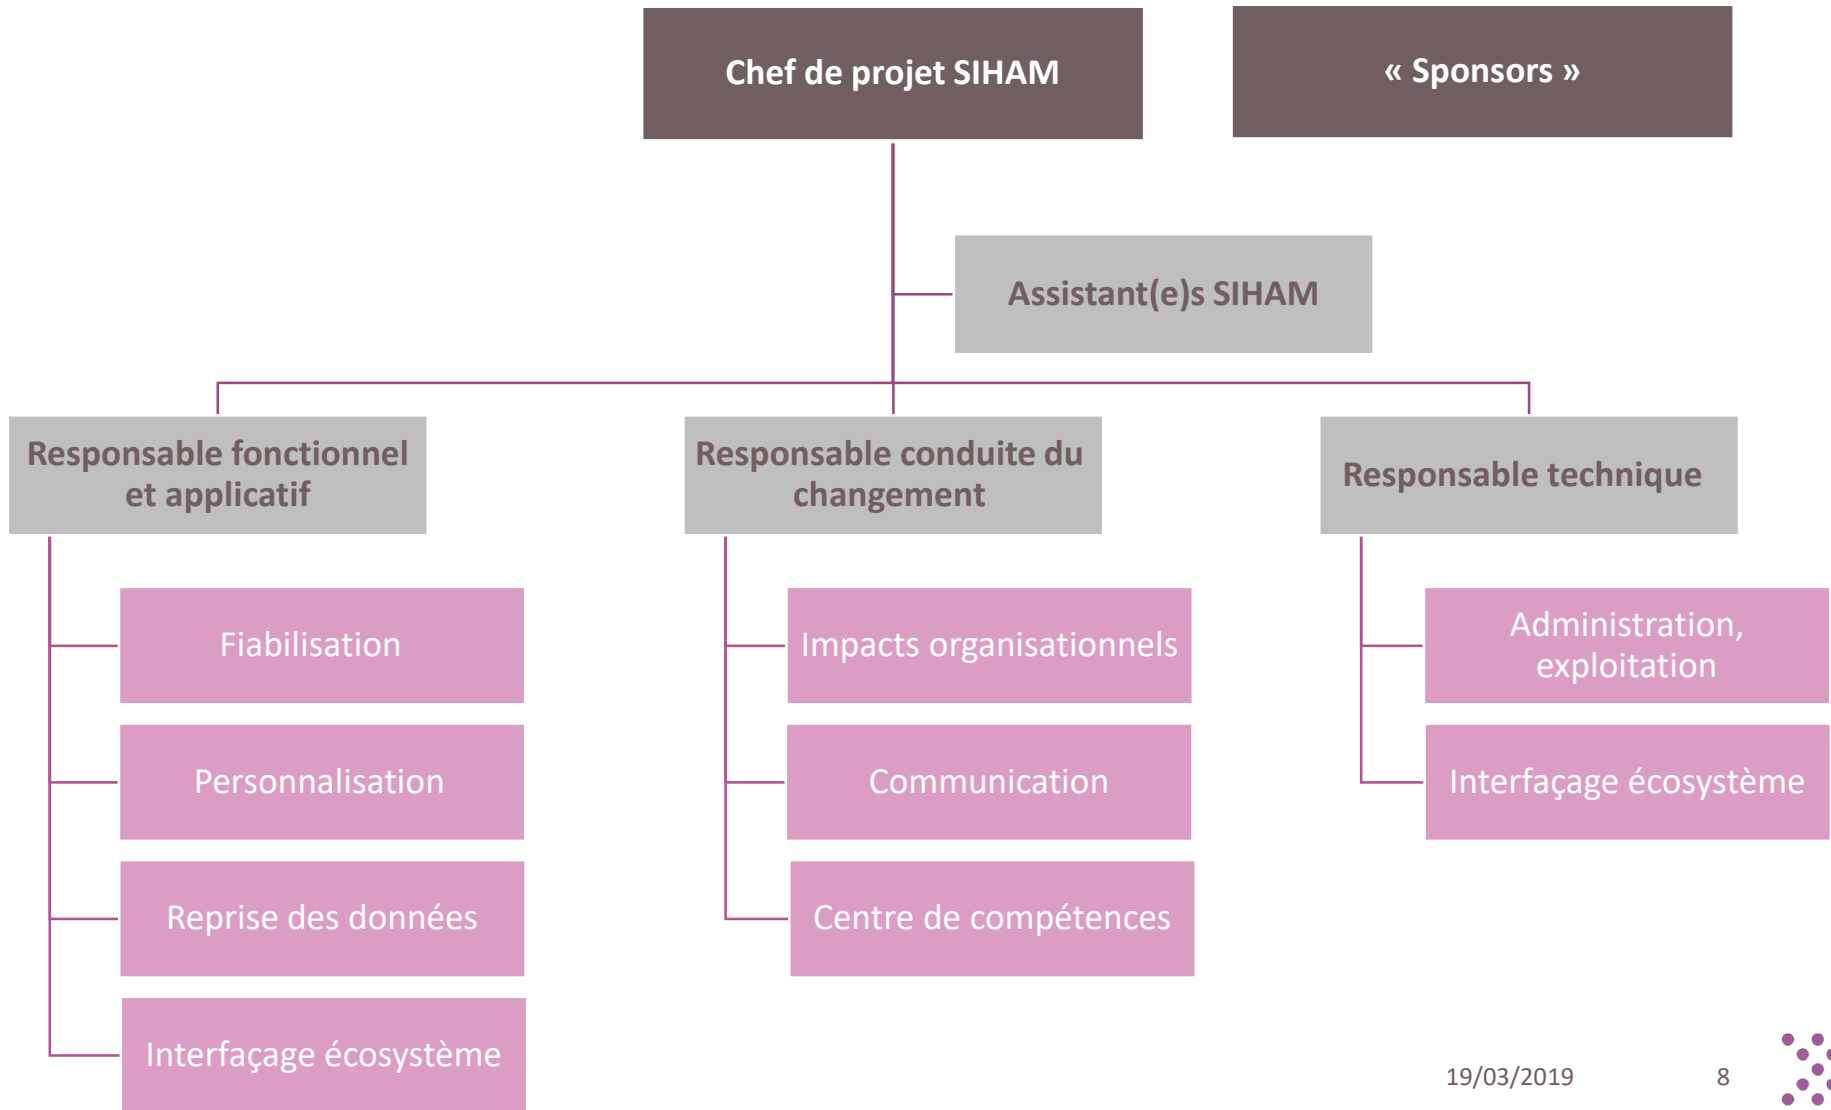 Chef de projet SIHAM
« Sponsors »
Assistant(e)s SIHAM
Responsable fonctionnel
et applicatif
Responsable conduite du
changement
Responsable technique
Fiabilisation
Personnalisation
Reprise des données
Interfaçage écosystème
Impacts organisationnels
Communication
Centre de compétences
Administration,
exploitation
Interfaçage écosystème
19/03/2019
8